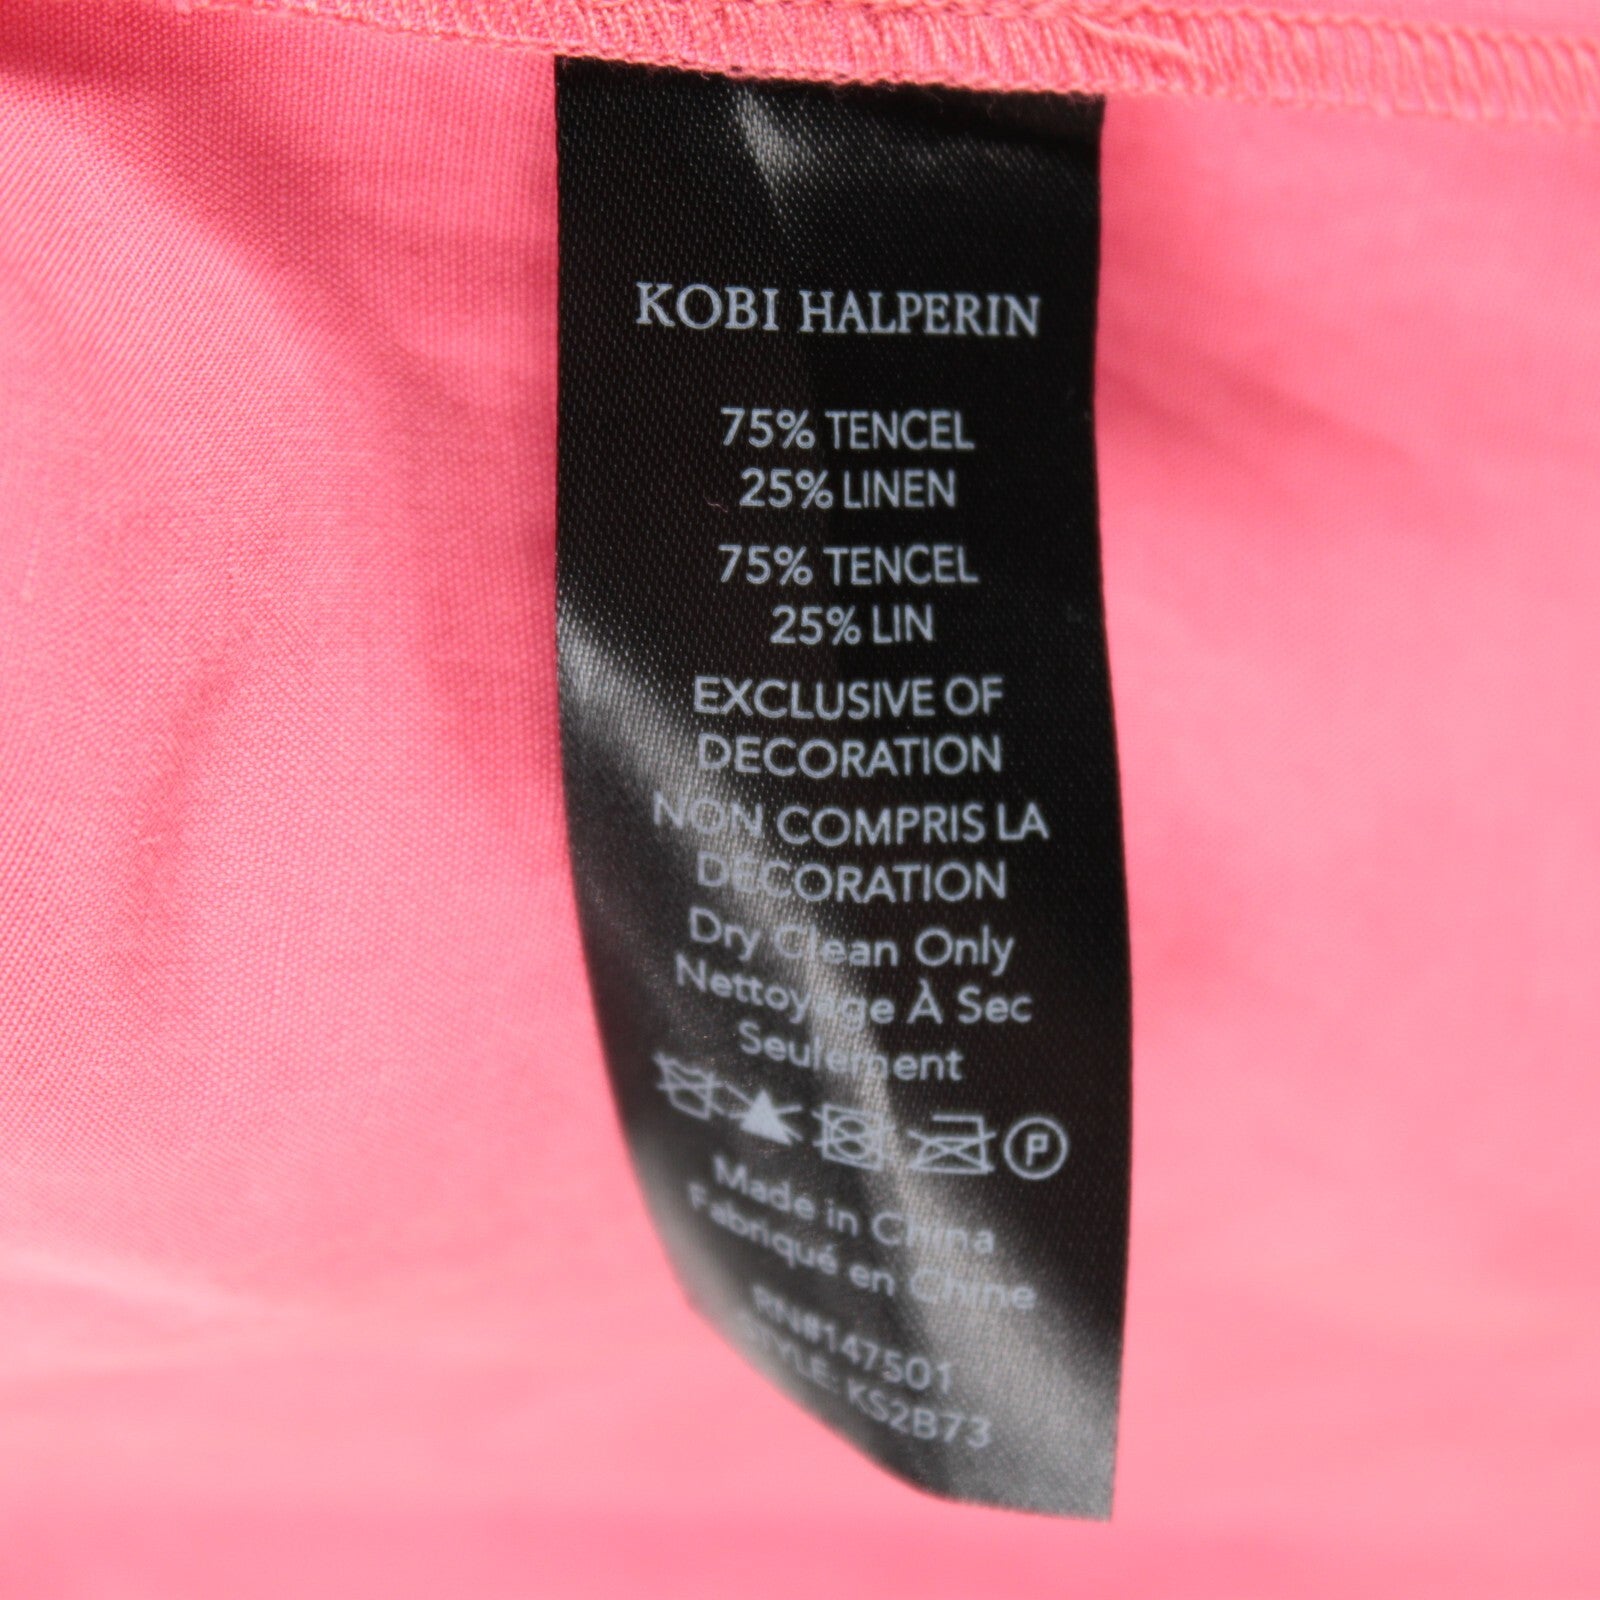 KOBI HALPERIN
75% TENCEL
25% LINEN
75% TENCEL
25% LIN
EXCLUSIVE OF
DECORATION
NON COMPRIS LA
DÉCORATION
Dry Clean Only
Nettoyage À Sec
Seulement
P
Made in China
Fabriqué en Chine
RN#147501
STYLE: KS2B73